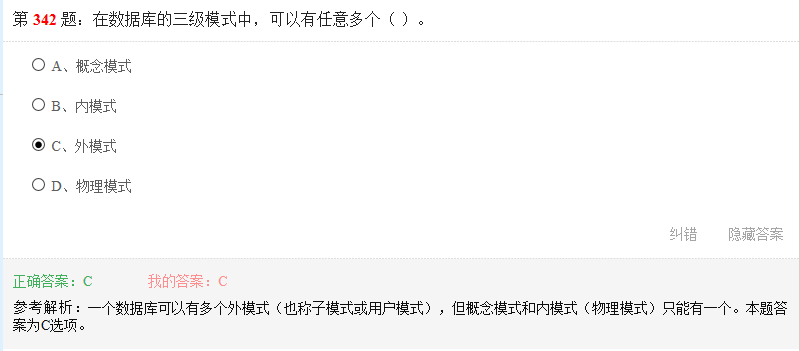 第 342 题：在数据库的三级模式中，可以有任意多个（ ）。
A、概念模式
B、内模式
C、外模式
D、物理模式
纠错 隐藏答案
正确答案：C 我的答案：C
参考解析：一个数据库可以有多个外模式（也称子模式或用户模式），但概念模式和内模式（物理模式）只能有一个。本题答
案为C选项。